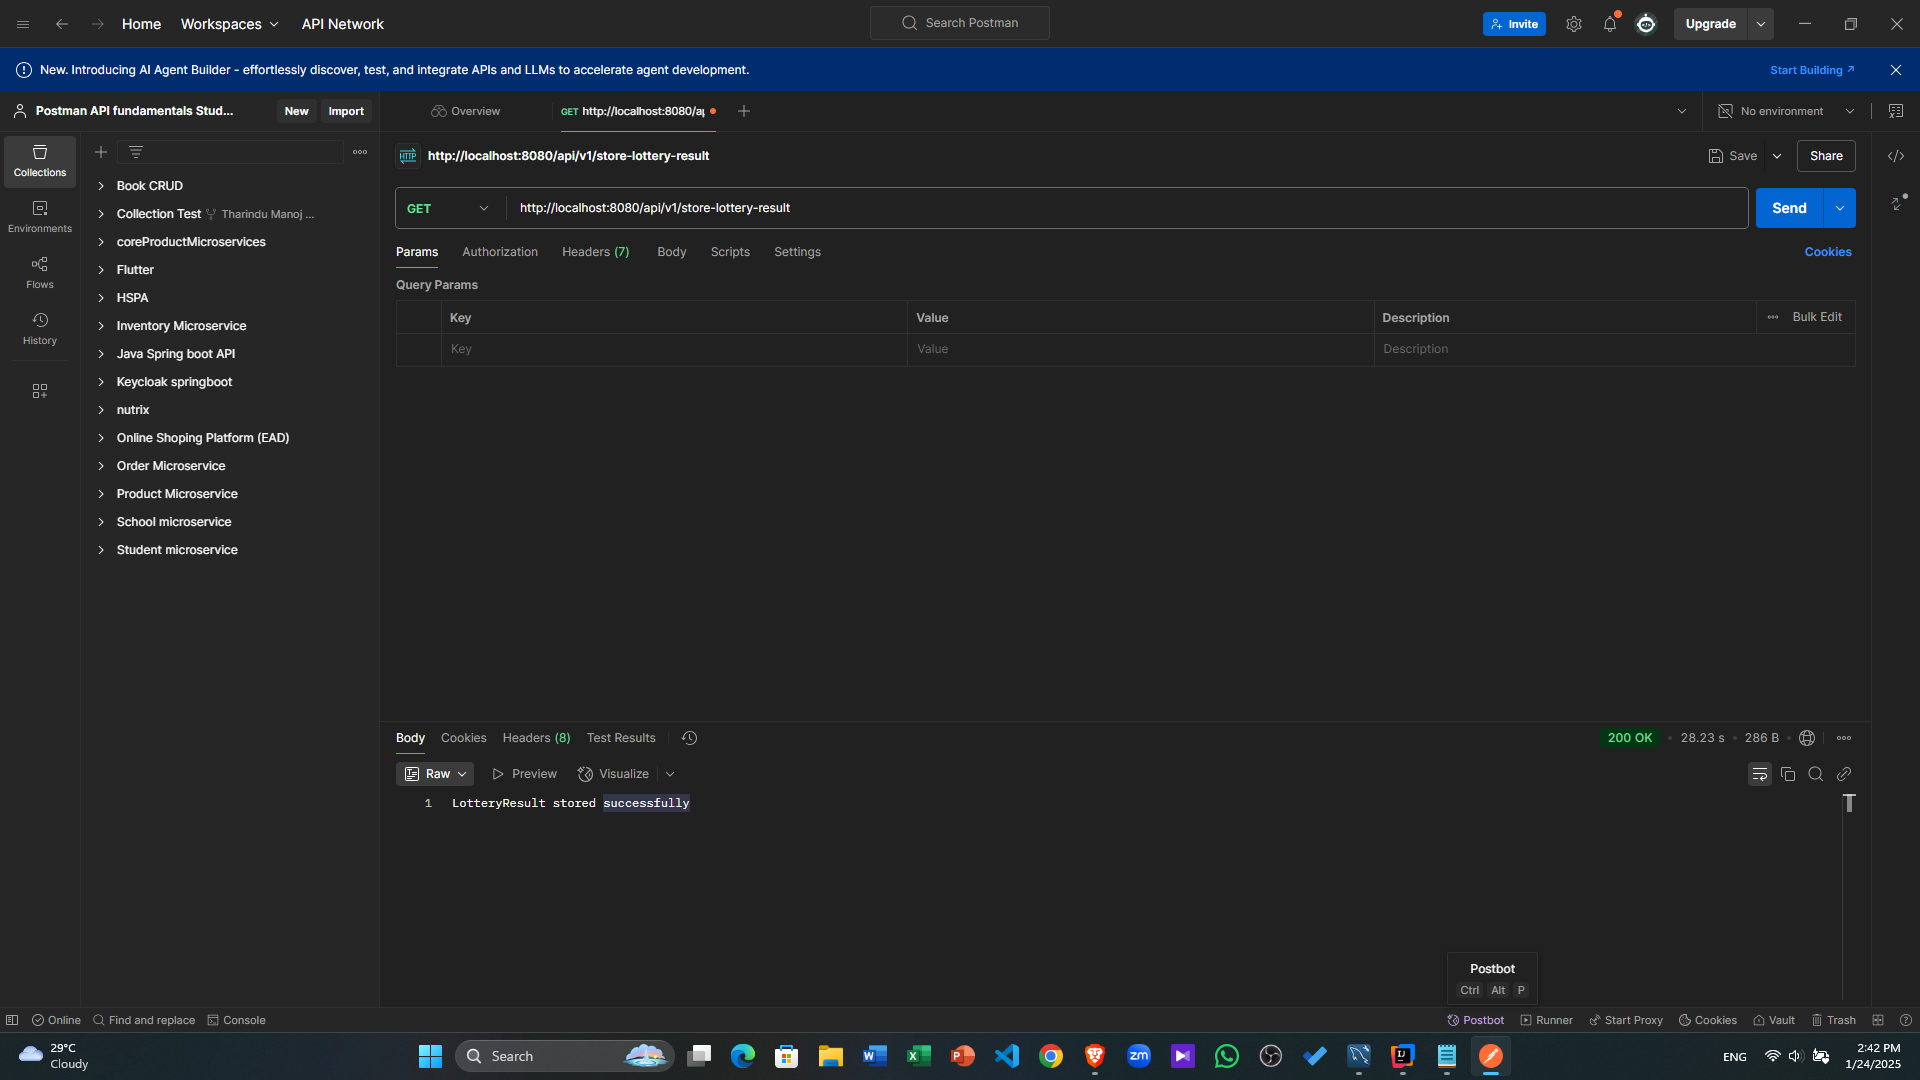 Home
Workspaces
API Network
Search Postman
Invite
Upgrade
New. Introducing AI Agent Builder - effortlessly discover, test, and integrate APIs and LLMs to accelerate agent development.
Start Building
Postman API fundamentals Stud...
New
Import
Overview
GET http://localhost:8080/a
No environment
Collections
Environments
Flows
History
Book CRUD
Collection Test Tharindu Manoj ...
coreProductMicroservices
Flutter
HSPA
Inventory Microservice
Java Spring boot API
Keycloak springboot
nutrix
Online Shoping Platform (EAD)
Order Microservice
Product Microservice
School microservice
Student microservice
HTTP http://localhost:8080/api/v1/store-lottery-result
Save
Share
GET http://localhost:8080/api/v1/store-lottery-result
Send
Params Authorization Headers (7) Body Scripts Settings
Cookies
Query Params
Key Value Description Bulk Edit
Key Value Description
Body Cookies Headers (8) Test Results
200 OK • 28.23 s • 286 B
Raw Preview Visualize
1 LotteryResult stored successfully
Postbot
Ctrl Alt P
Online Find and replace Console
Postbot Runner Start Proxy Cookies Vault Trash
29°C
Cloudy
Search
zm
ENG
2:42 PM
1/24/2025